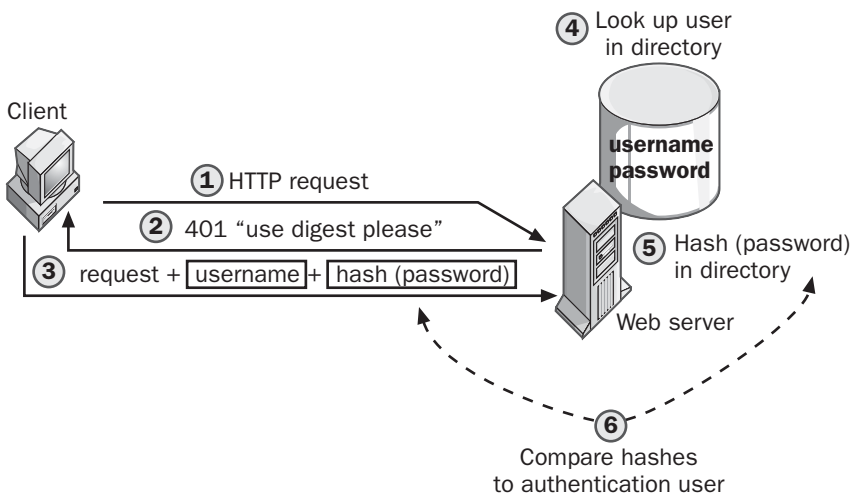 4 Look up user
in directory
Client
username
password
1 HTTP request
2 401 “use digest please”
5 Hash (password)
in directory
3 request + username + hash (password)
Web server
6
Compare hashes
to authentication user